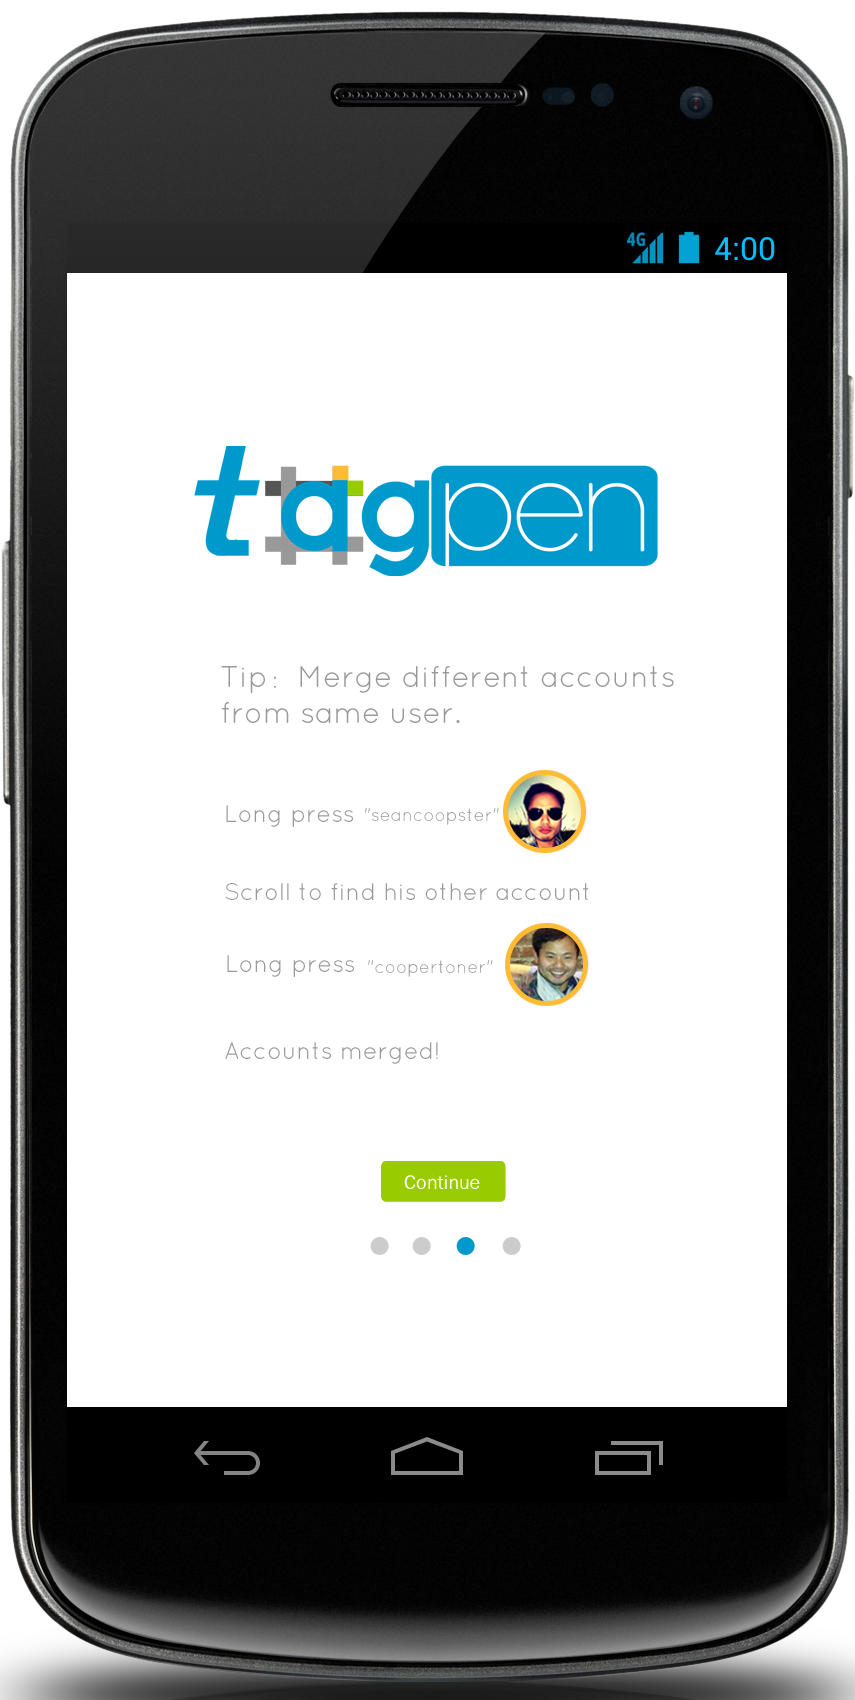 4G 4:00
tagpen
Tip: Merge different accounts
from same user.
Long press "seancoopster"
Scroll to find his other account
Long press "coopertoner"
Accounts merged!
Continue